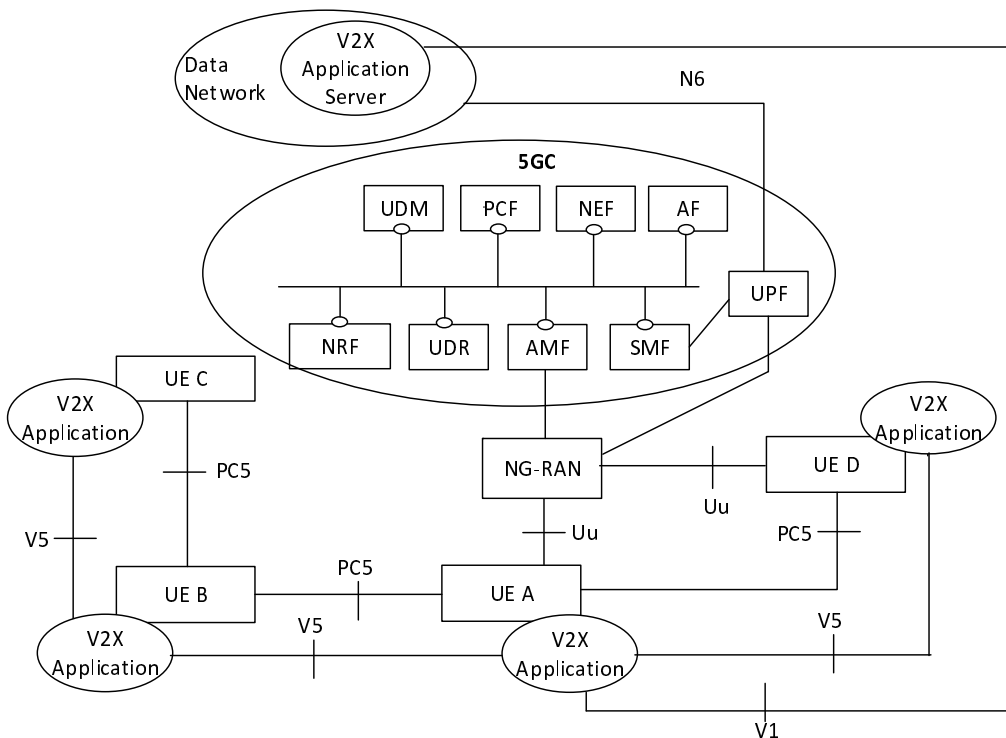 V2X
Application
Server
Data
Network
N6
5GC
UDM
PCF
NEF
AF
UPF
NRF
UDR
AMF
SMF
UE C
V2X
Application
V2X
Application
NG-RAN
UE D
PC5
Uu
Uu
PC5
V5
PC5
UE B
UE A
V5
V5
V2X
Application
V2X
Application
V1